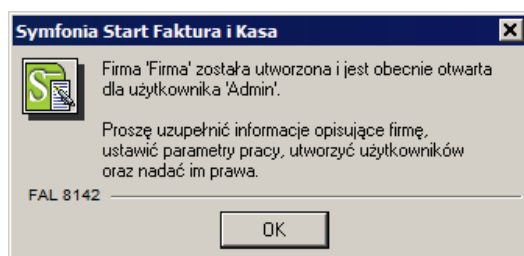 Symfonia Start Faktura i Kasa
Firma 'Firma' została utworzona i jest obecnie otwarta
dla użytkownika 'Admin'.
Proszę uzupełnić informacje opisujące firmę,
ustawić parametry pracy, utworzyć użytkowników
oraz nadać im prawa.
FAL 8142
OK